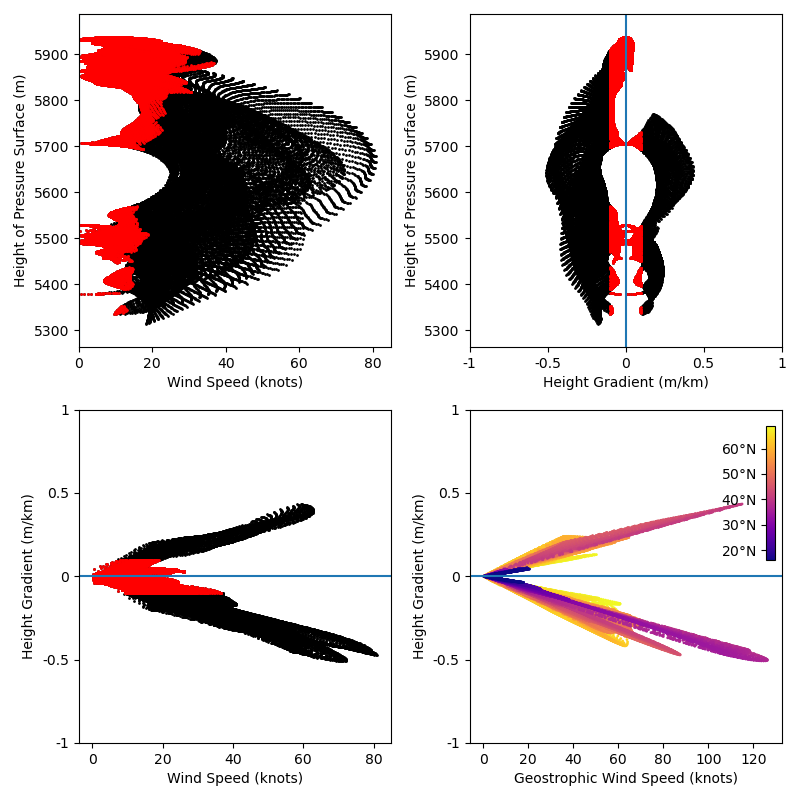 5900
5800
5700
5600
5500
5400
5300
Height of Pressure Surface (m)
0 20 40 60 80
Wind Speed (knots)
5900
5800
5700
5600
5500
5400
5300
Height of Pressure Surface (m)
-1 -0.5 0 0.5 1
Height Gradient (m/km)
1
0.5
0
-0.5
-1
Height Gradient (m/km)
0 20 40 60 80
Wind Speed (knots)
1
0.5
0
-0.5
-1
Height Gradient (m/km)
60°N
50°N
40°N
30°N
20°N
0 20 40 60 80 100 120
Geostrophic Wind Speed (knots)